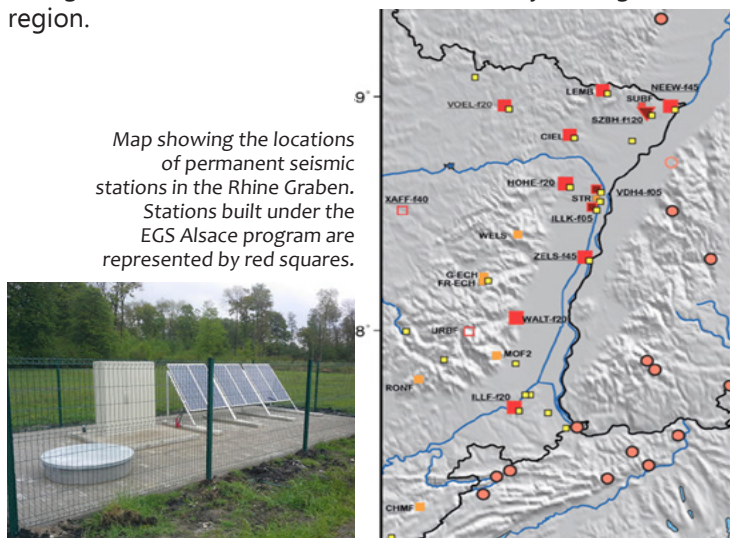 region.
Map showing the locations
of permanent seismic
stations in the Rhine Graben.
Stations built under the
EGS Alsace program are
represented by red squares.
9°
LEMB
SUBF
NEEW-f45
VOEL-f20
SZBH-f120
CIEL
HOHE-f20
VDH4-f05
STR
XAFF-f40
ILLK-f05
WELS
ZELS-f45
G-ECH
FR-ECH
WALT-f20
8°
URBF
MOF2
RONF
ILLF-f20
CHMF